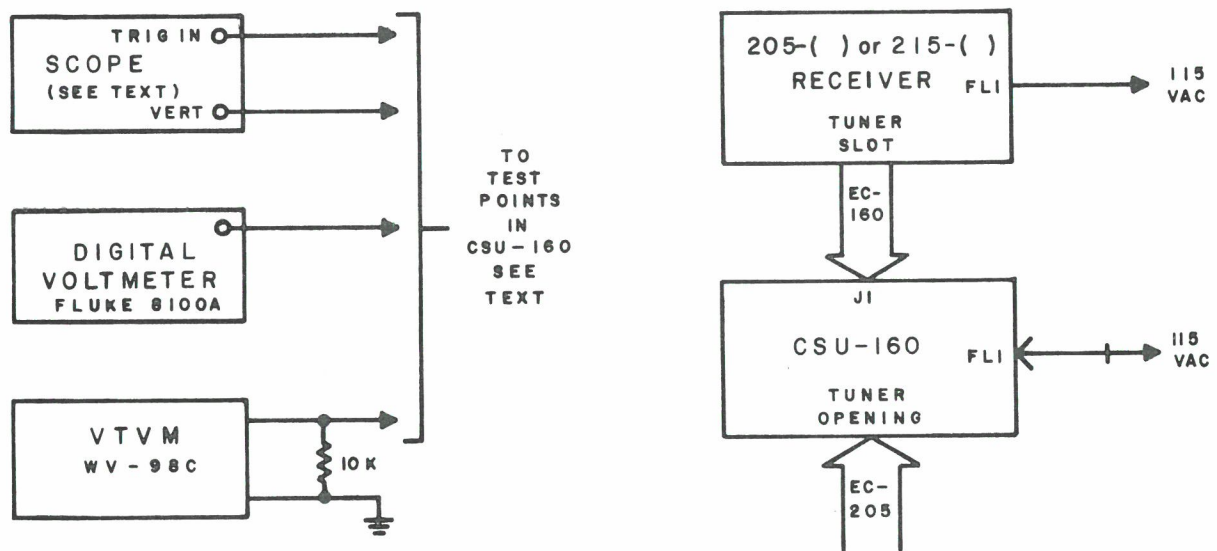 TRIG IN
SCOPE
(SEE TEXT)
VERT
DIGITAL
VOLTMETER
FLUKE 8100A
VTVM
WV-98C
10K
TO
TEST
POINTS
IN
CSU-160
SEE
TEXT
205-( ) or 215-( )
RECEIVER
FL1
TUNER
SLOT
115
VAC
EC-
160
J1
CSU-160
FL1
TUNER
OPENING
115
VAC
EC-
205